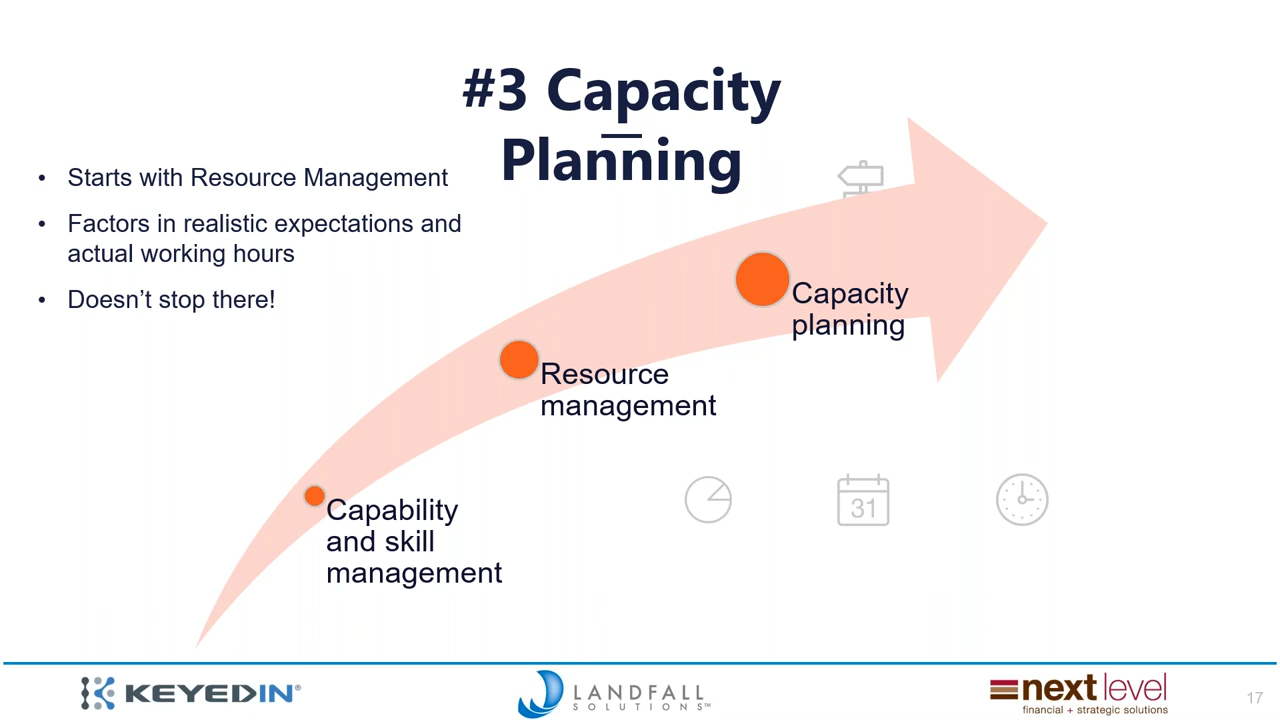 #3 Capacity
Planning
• Starts with Resource Management
• Factors in realistic expectations and
actual working hours
• Doesn’t stop there!
Capacity
planning
Resource
management
Capability
and skill
management
31
KEYEDIN®
LANDFALL
SOLUTIONS™
next level
financial + strategic solutions
17